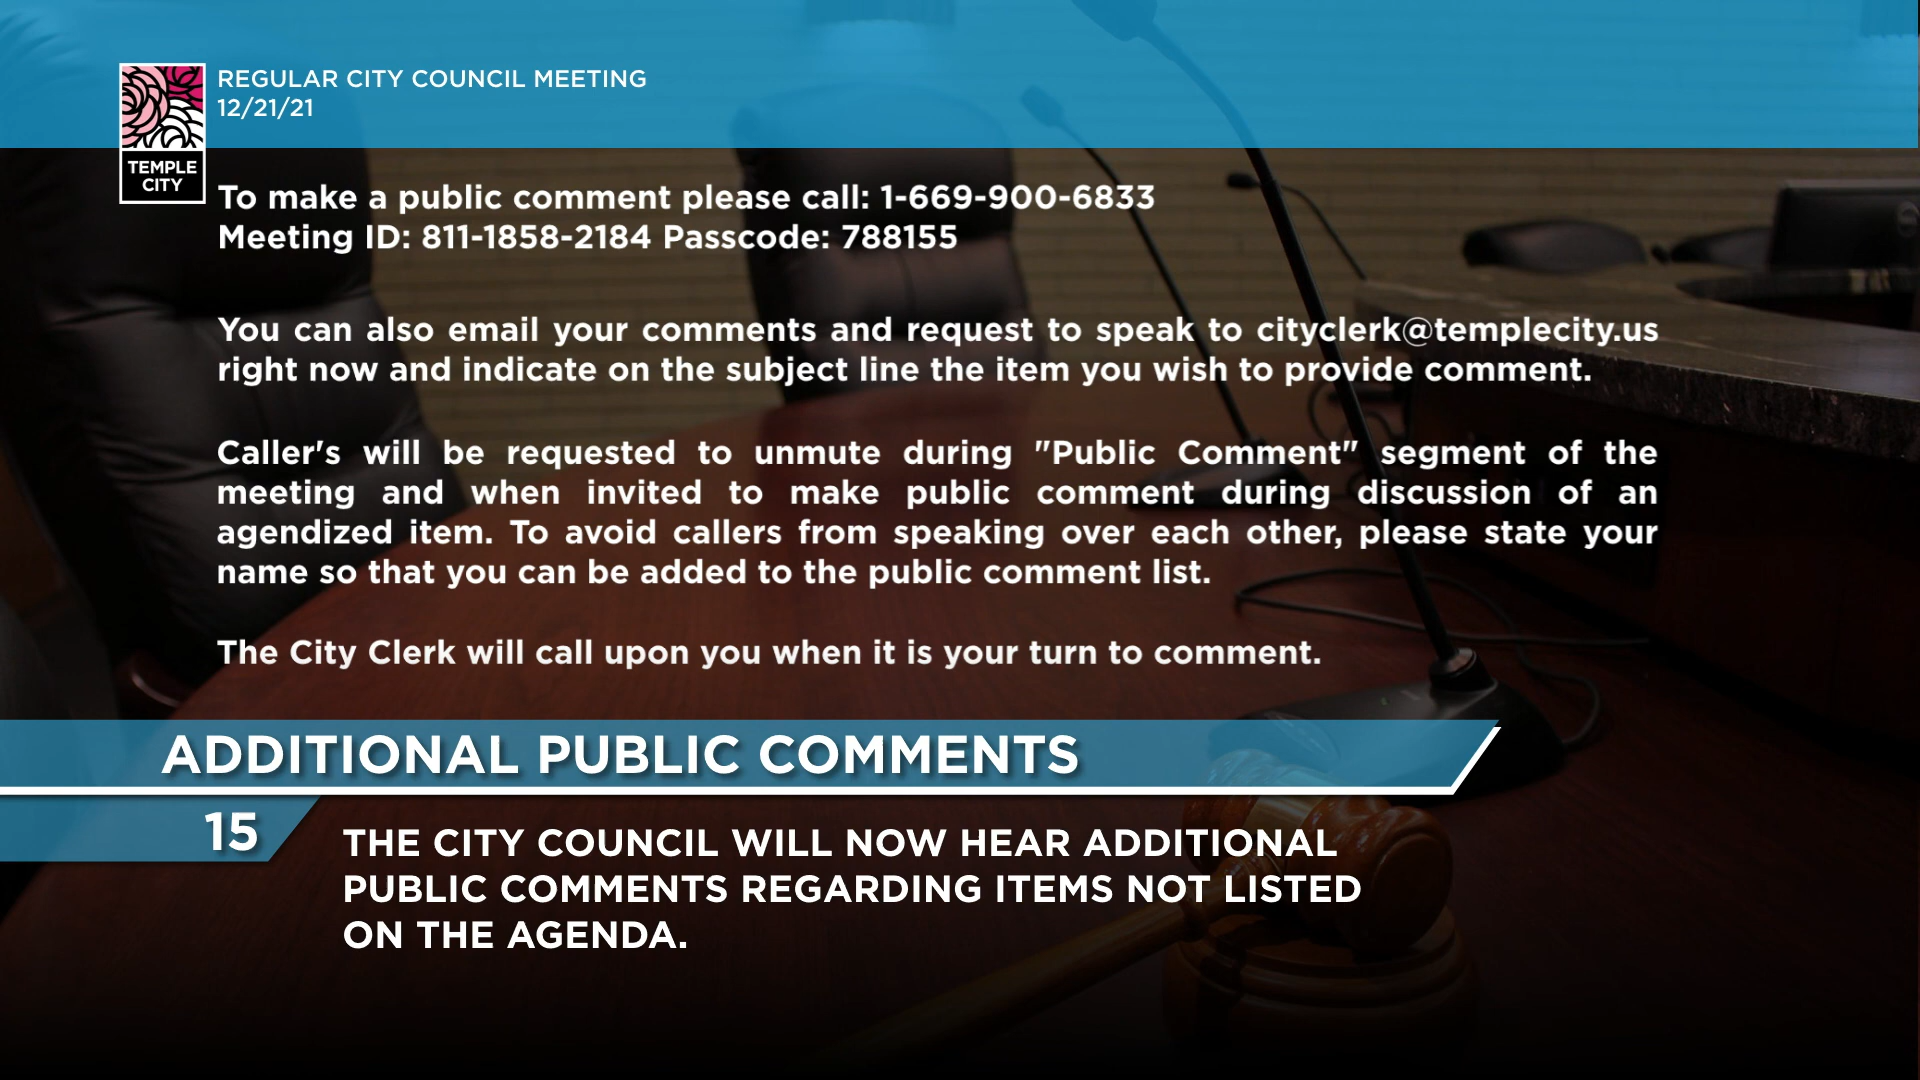 REGULAR CITY COUNCIL MEETING
12/21/21
TEMPLE
CITY
To make a public comment please call: 1-669-900-6833
Meeting ID: 811-1858-2184 Passcode: 788155
You can also email your comments and request to speak to cityclerk@templecity.us
right now and indicate on the subject line the item you wish to provide comment.
Caller's will be requested to unmute during "Public Comment" segment of the
meeting and when invited to make public comment during discussion of an
agendized item. To avoid callers from speaking over each other, please state your
name so that you can be added to the public comment list.
The City Clerk will call upon you when it is your turn to comment.
ADDITIONAL PUBLIC COMMENTS
15
THE CITY COUNCIL WILL NOW HEAR ADDITIONAL
PUBLIC COMMENTS REGARDING ITEMS NOT LISTED
ON THE AGENDA.